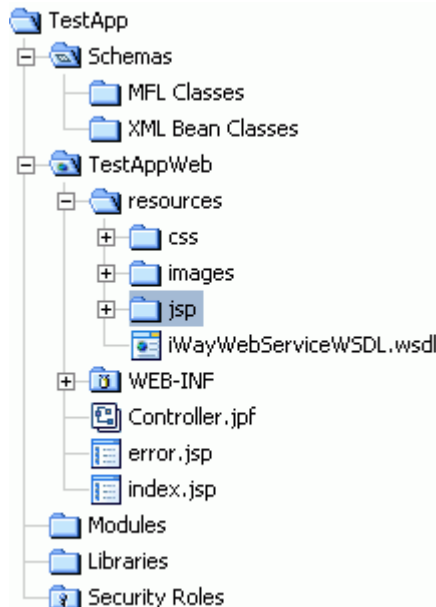 TestApp
Schemas
MFL Classes
XML Bean Classes
TestAppWeb
resources
css
images
jsp
iWayWebServiceWSDL.wsdl
WEB-INF
Controller.jpf
error.jsp
index.jsp
Modules
Libraries
Security Roles